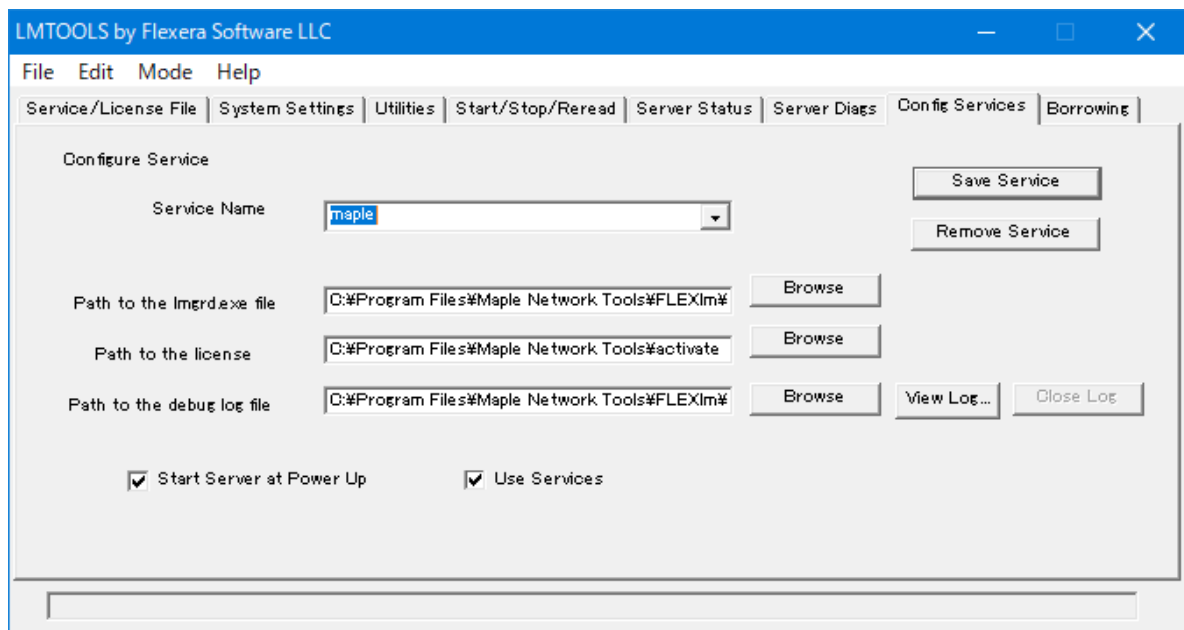 LMTOOLS by Flexera Software LLC
File Edit Mode Help
Service/License File System Settings Utilities Start/Stop/Reread Server Status Server Diags Config Services Borrowing
Configure Service
Save Service
Service Name maple
Remove Service
Path to the lmgrd.exe file C:¥Program Files¥Maple Network Tools¥FLEXlm¥ Browse
Path to the license C:¥Program Files¥Maple Network Tools¥activate Browse
Path to the debug log file C:¥Program Files¥Maple Network Tools¥FLEXlm¥ Browse View Log... Close Log
Start Server at Power Up Use Services